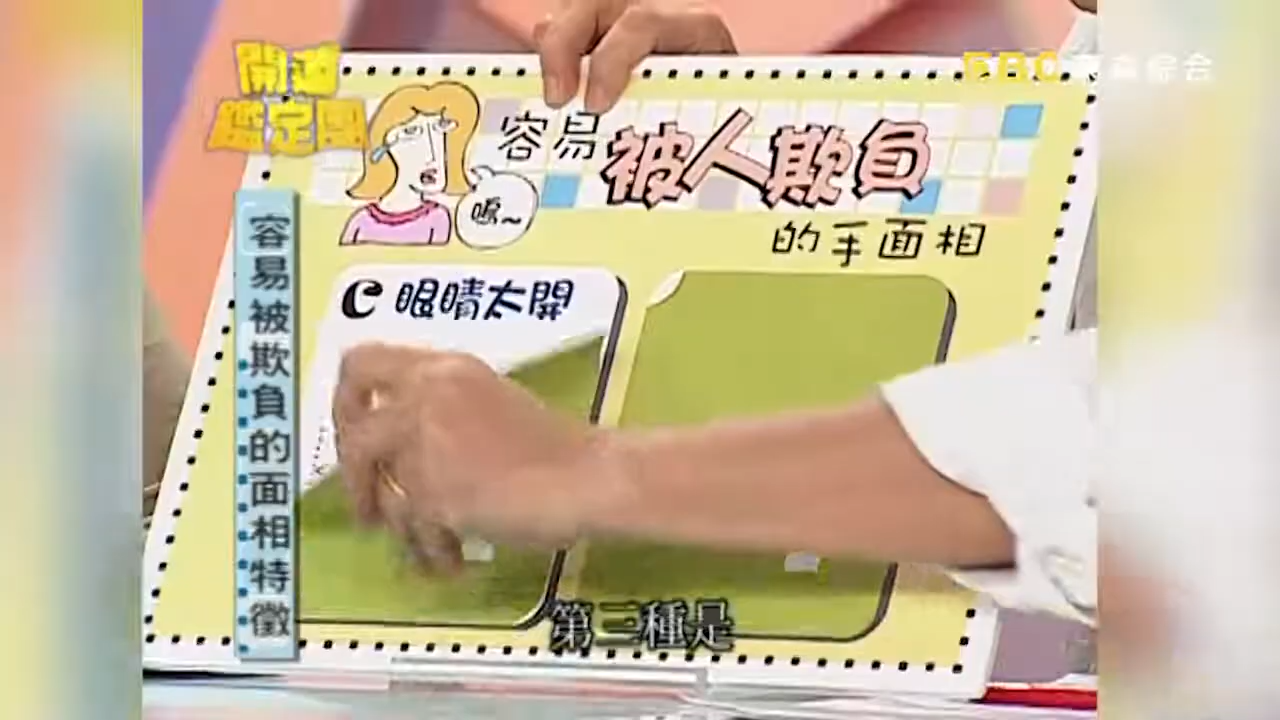 開運
鑑定團
容易被人欺負
的手面相
唉~
C 眼睛太開
容易被欺負的面相特徵
第三種是